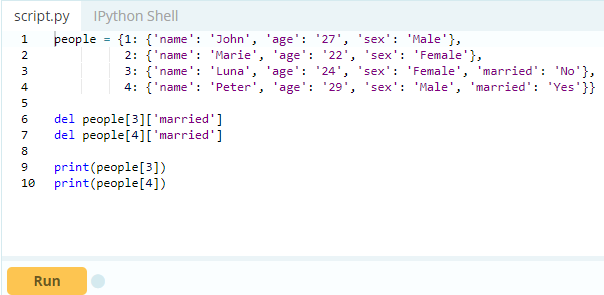 script.py IPython Shell
1 people = {1: {'name': 'John', 'age': '27', 'sex': 'Male'},
2 2: {'name': 'Marie', 'age': '22', 'sex': 'Female'},
3 3: {'name': 'Luna', 'age': '24', 'sex': 'Female', 'married': 'No'},
4 4: {'name': 'Peter', 'age': '29', 'sex': 'Male', 'married': 'Yes'}}
5
6 del people[3]['married']
7 del people[4]['married']
8
9 print(people[3])
10 print(people[4])
Run